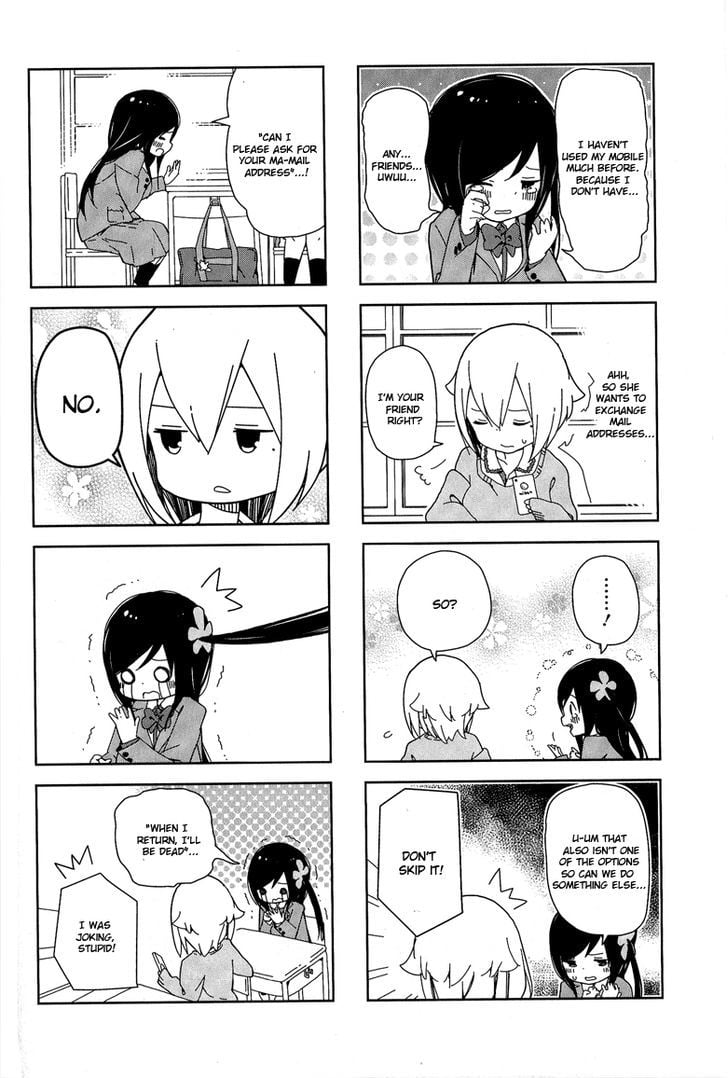 I HAVEN'T
USED MY MOBILE
MUCH BEFORE.
BECAUSE I
DON'T HAVE...
ANY...
FRIENDS...
UWUU...
AHH,
SO SHE
WANTS TO
EXCHANGE
MAIL
ADDRESSES...
I'M YOUR
FRIEND
RIGHT?
......
SO?
U-UM THAT
ALSO ISN'T ONE
OF THE OPTIONS
SO CAN WE DO
SOMETHING ELSE...
DON'T
SKIP IT!
"CAN I
PLEASE ASK FOR
YOUR MA-MAIL
ADDRESS"...!
NO.
"WHEN I
RETURN, I'LL
BE DEAD"...
I WAS
JOKING,
STUPID!